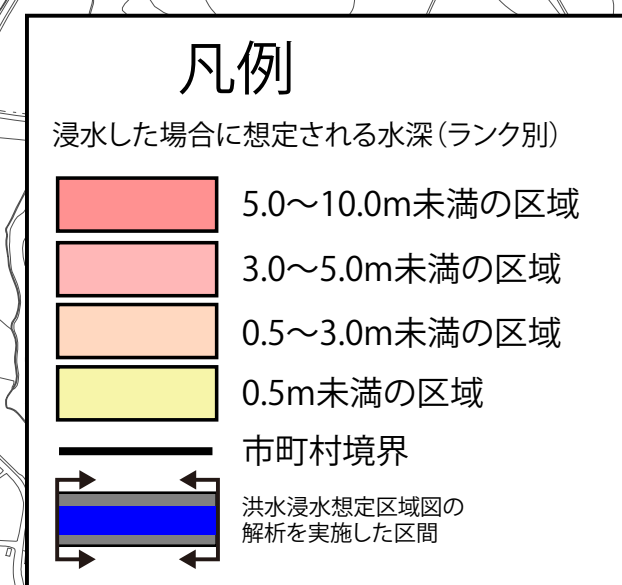 凡例
浸水した場合に想定される水深（ランク別）
5.0～10.0m未満の区域
3.0～5.0m未満の区域
0.5～3.0m未満の区域
0.5m未満の区域
市町村境界
洪水浸水想定区域図の
解析を実施した区間